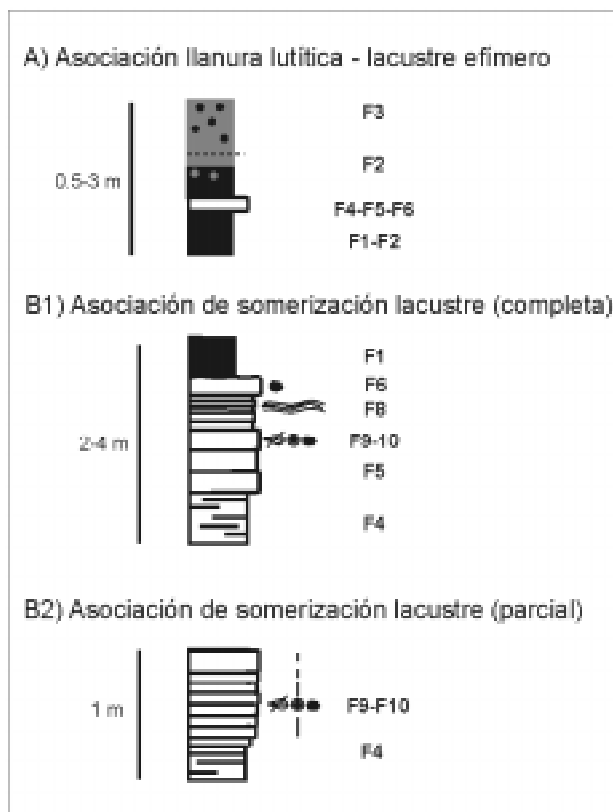 A) Asociación llanura lutítica - lacustre efímero
F3
F2
0.5-3 m
F4-F5-F6
F1-F2
B1) Asociación de somerización lacustre (completa)
F1
F6
F8
2-4 m
F9-10
F5
F4
B2) Asociación de somerización lacustre (parcial)
1 m
F9-F10
F4